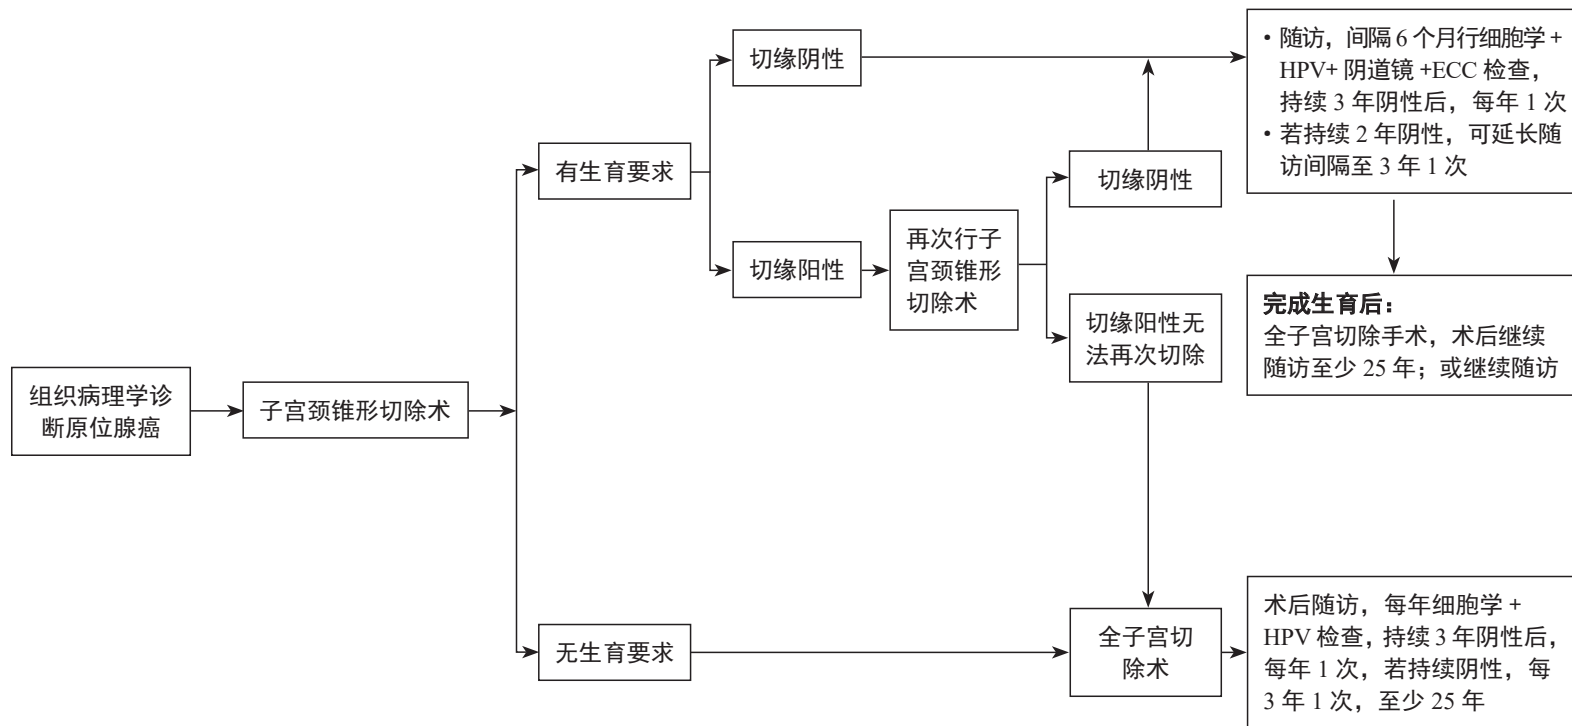 组织病理学诊
断原位腺癌
子宫颈锥形切除术
有生育要求
无生育要求
切缘阴性
切缘阳性
再次行子
宫颈锥形
切除术
切缘阴性
切缘阳性无
法再次切除
全子宫切
除术
• 随访，间隔 6 个月行细胞学 +
HPV+ 阴道镜 +ECC 检查，
持续 3 年阴性后，每年 1 次
• 若持续 2 年阴性，可延长随
访间隔至 3 年 1 次
完成生育后：
全子宫切除手术，术后继续
随访至少 25 年；或继续随访
术后随访，每年细胞学 +
HPV 检查，持续 3 年阴性后，
每年 1 次，若持续阴性，每
3 年 1 次，至少 25 年